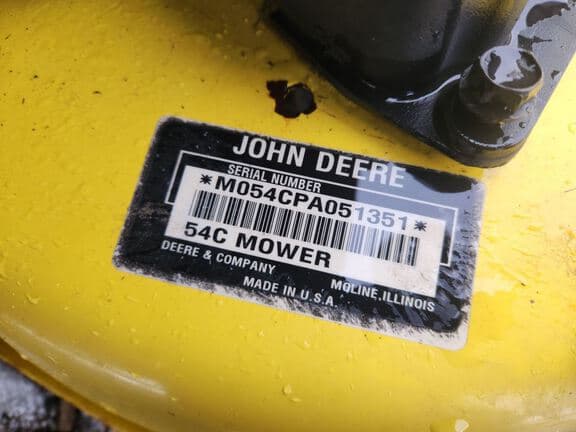 JOHN DEERE
SERIAL NUMBER
*M054CPA051351*
54C MOWER
DEERE & COMPANY
MOLINE, ILLINOIS
MADE IN U.S.A.